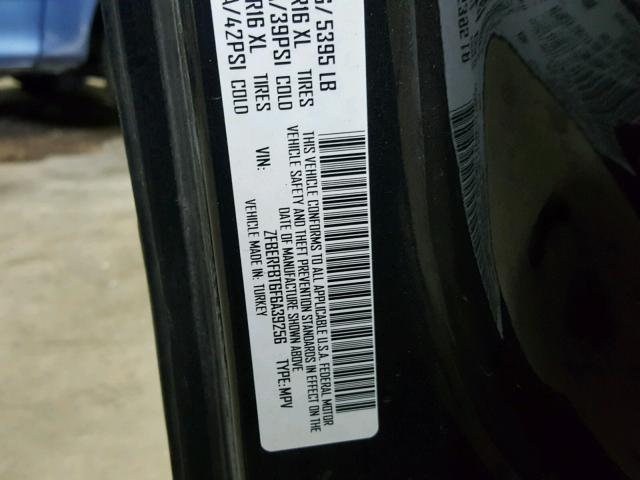 G / 5395 LB
R16 XL TIRES
/39PSI COLD
R16 XL TIRES
A/42PSI COLD
THIS VEHICLE CONFORMS TO ALL APPLICABLE U.S.A. FEDERAL MOTOR
VEHICLE SAFETY AND THEFT PREVENTION STANDARDS IN EFFECT ON THE
DATE OF MANUFACTURE SHOWN ABOVE
VIN: ZFBERFBT6F6A39256 TYPE:MPV
VEHICLE MADE IN: TURKEY